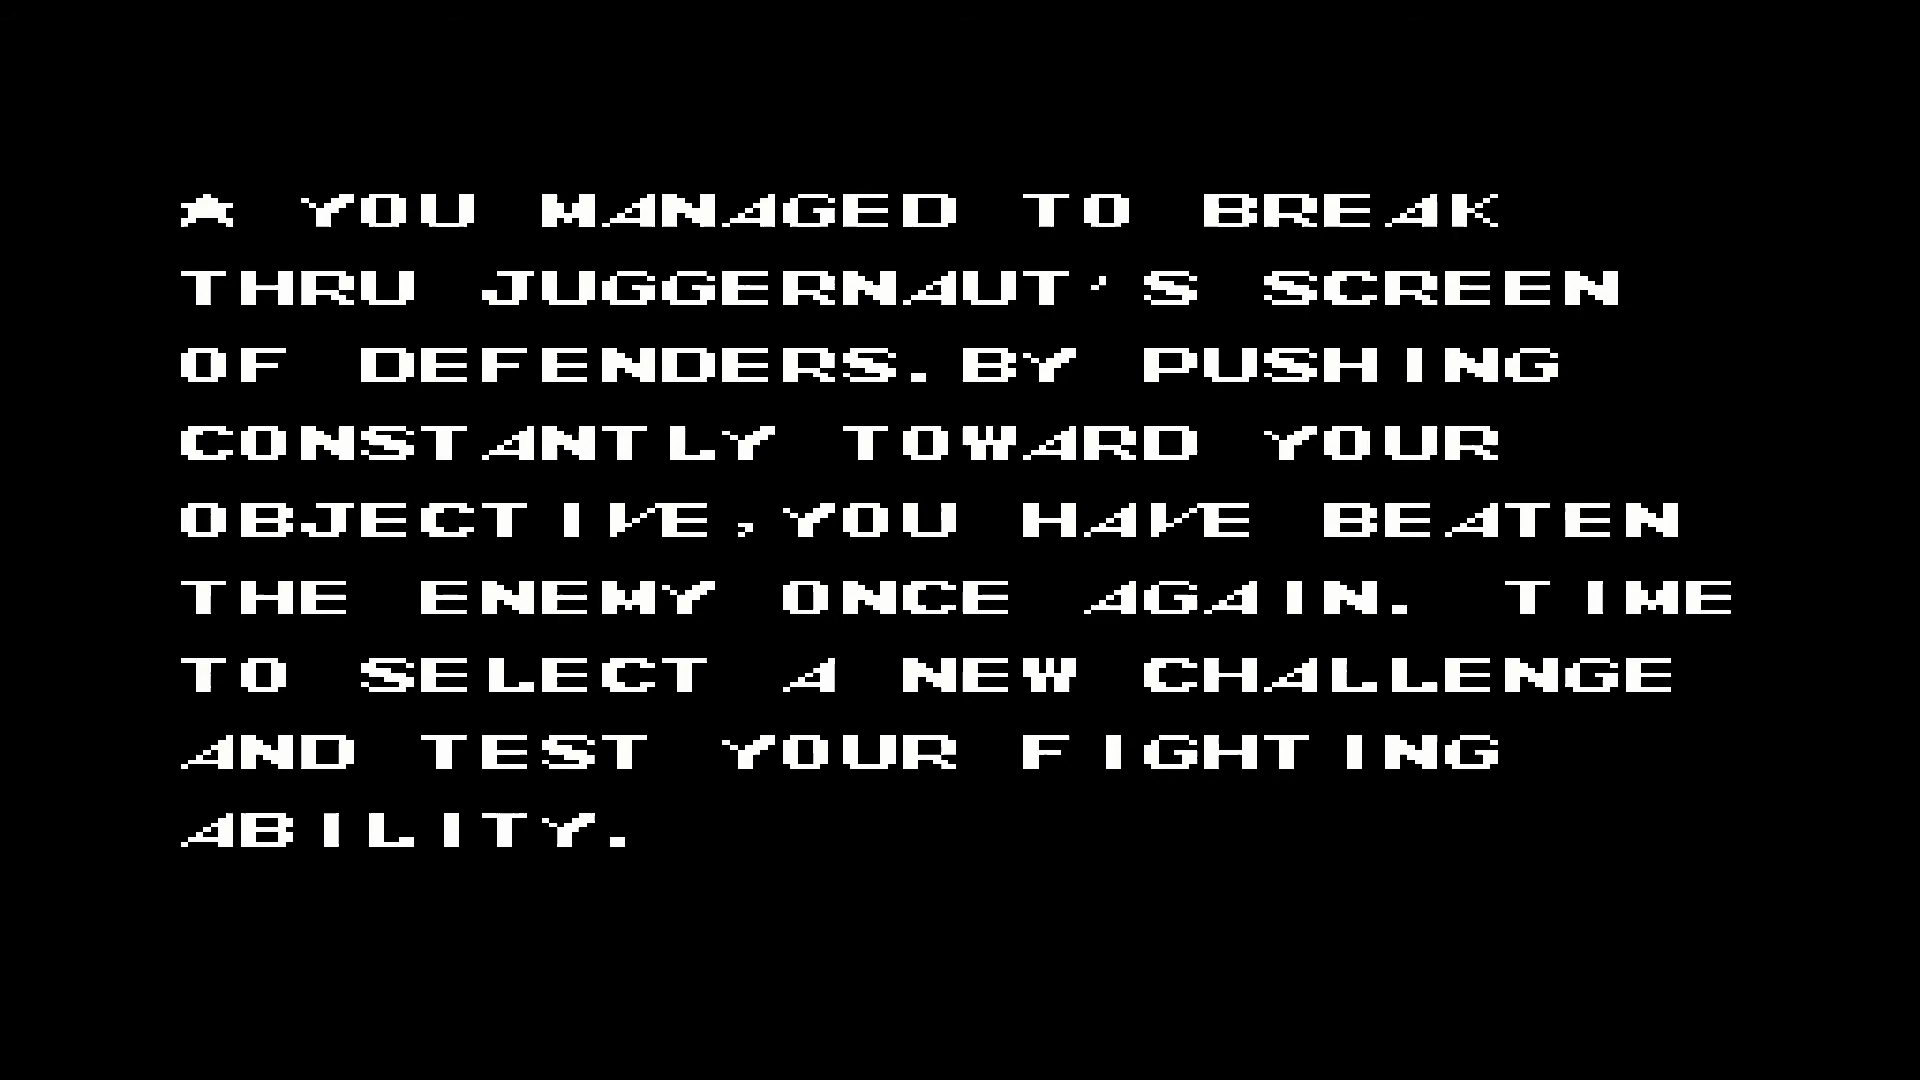 ★ YOU MANAGED TO BREAK
THRU JUGGERNAUT'S SCREEN
OF DEFENDERS.BY PUSHING
CONSTANTLY TOWARD YOUR
OBJECTIVE,YOU HAVE BEATEN
THE ENEMY ONCE AGAIN. TIME
TO SELECT A NEW CHALLENGE
AND TEST YOUR FIGHTING
ABILITY.